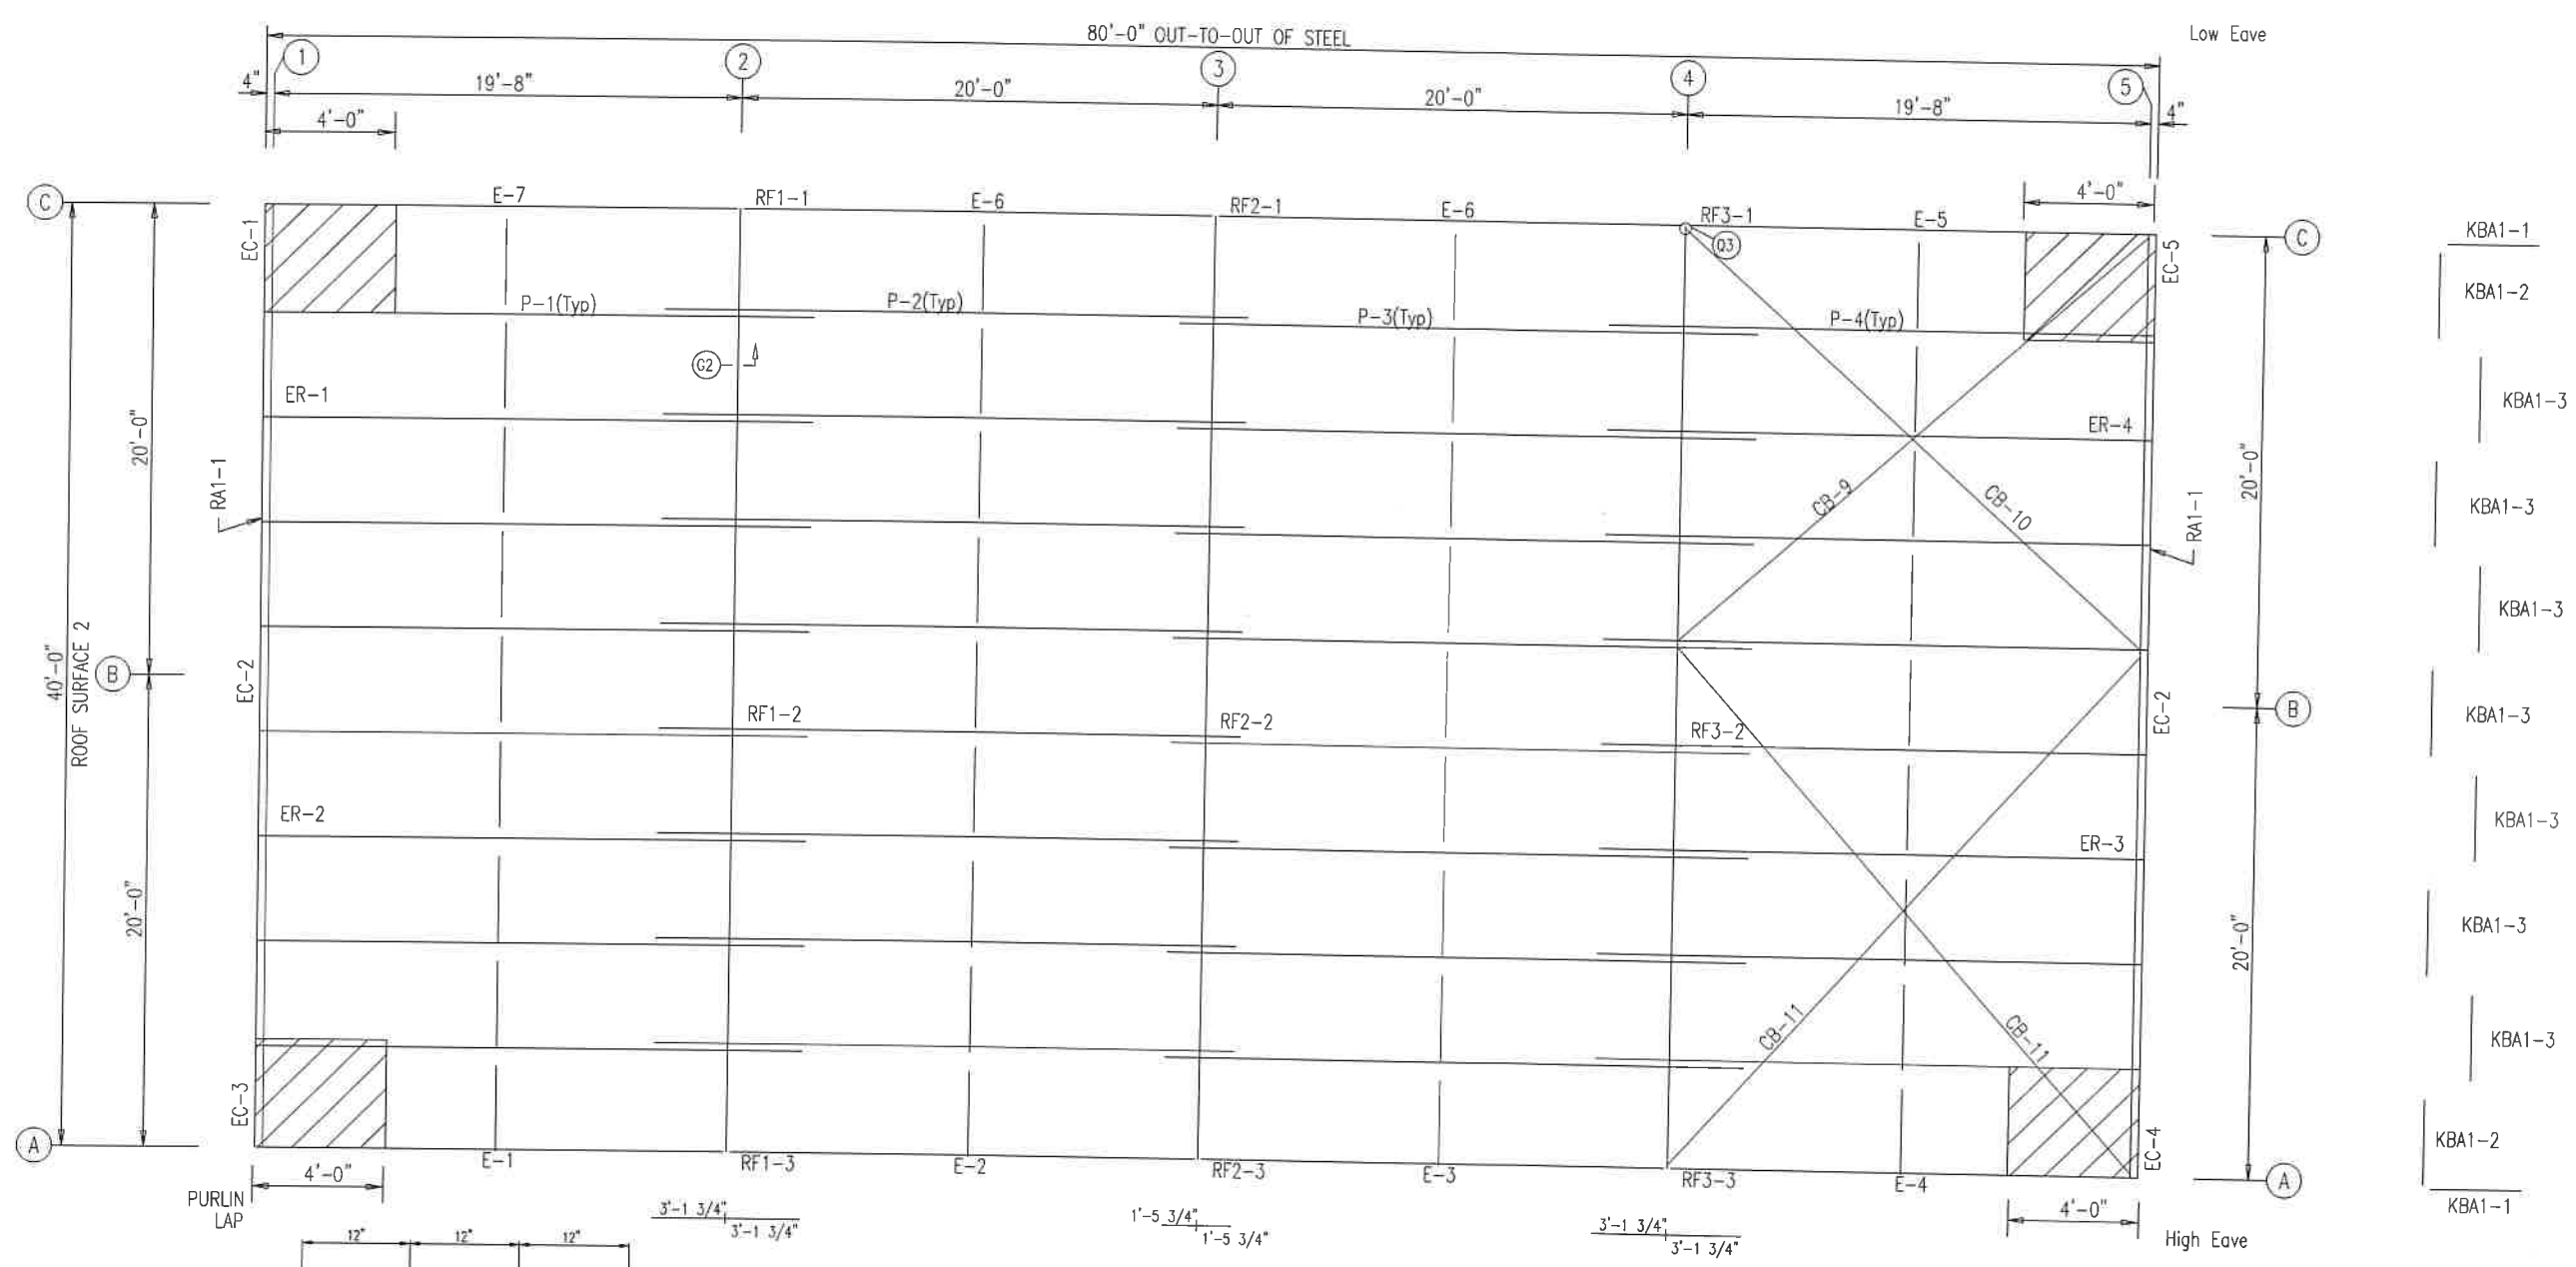 80'-0" OUT-TO-OUT OF STEEL
Low Eave
1
2
3
4
5
4"
19'-8"
20'-0"
20'-0"
19'-8"
4"
4'-0"
4'-0"
C
E-7
RF1-1
E-6
RF2-1
E-6
RF3-1
E-5
C
KBA1-1
EC-1
Q3
EC-5
KBA1-2
P-1(Typ)
P-2(Typ)
P-3(Typ)
P-4(Typ)
G2
ER-1
ER-4
KBA1-3
20'-0"
RA1-1
CB-9
CB-10
RA1-1
20'-0"
KBA1-3
KBA1-3
40'-0"
ROOF SURFACE 2
B
EC-2
RF1-2
RF2-2
RF3-2
EC-2
B
KBA1-3
ER-2
ER-3
KBA1-3
20'-0"
20'-0"
KBA1-3
CB-11
CB-11
KBA1-3
EC-3
EC-4
KBA1-2
A
E-1
RF1-3
E-2
RF2-3
E-3
RF3-3
E-4
A
4'-0"
4'-0"
KBA1-1
PURLIN
LAP
3'-1 3/4"
3'-1 3/4"
1'-5 3/4"
1'-5 3/4"
3'-1 3/4"
3'-1 3/4"
High Eave
12"
12"
12"